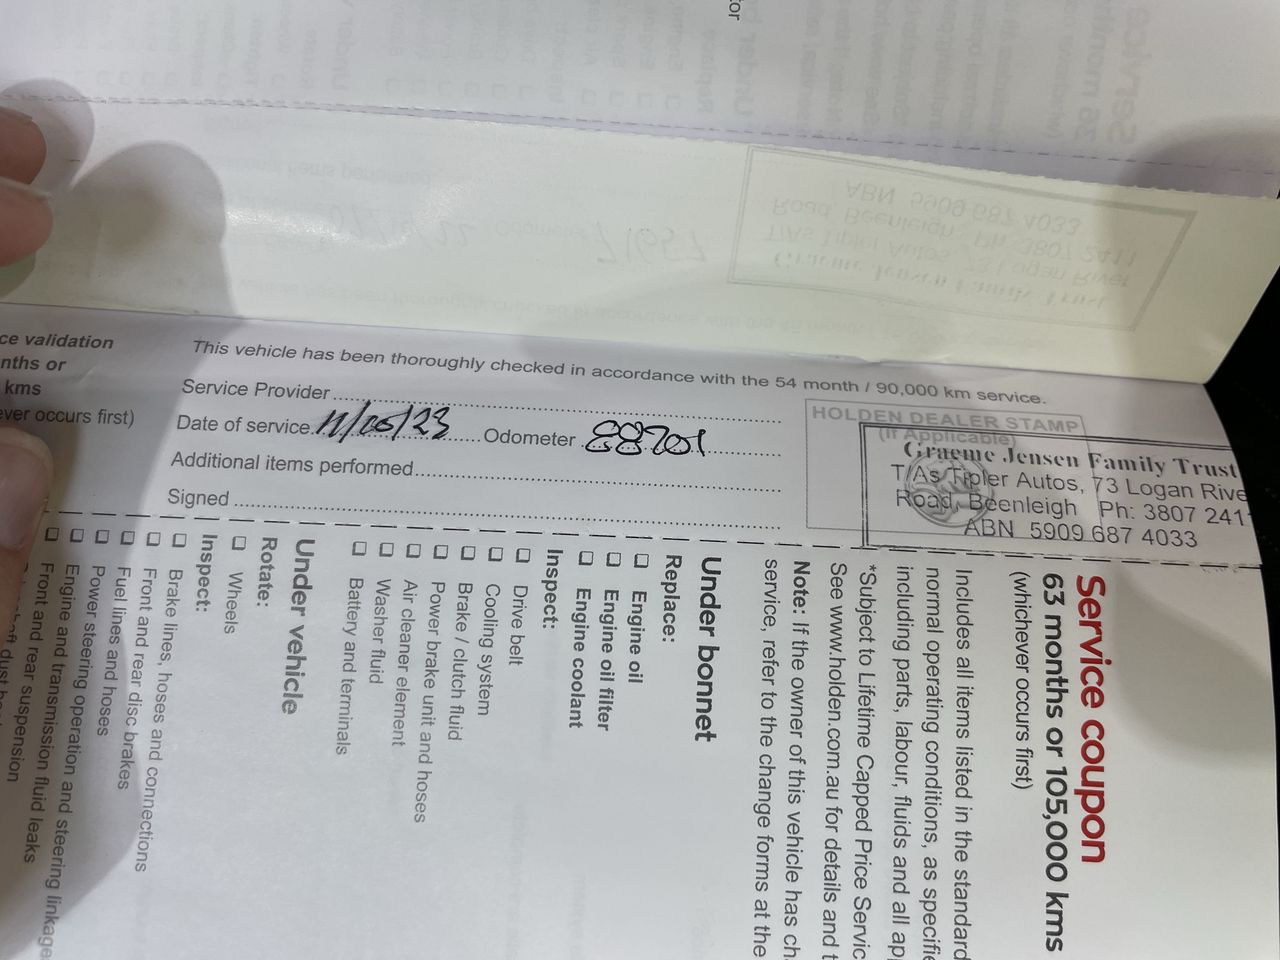 ce validation
nths or
kms
ever occurs first)
This vehicle has been thoroughly checked in accordance with the 54 month / 90,000 km service.
Service Provider
Date of service 11/05/23 Odometer 88701
Additional items performed
Signed
HOLDEN DEALER STAMP
(If Applicable)
Graeme Jensen Family Trust
T/As Tipler Autos, 73 Logan Rive
Road, Beenleigh Ph: 3807 241
ABN 5909 687 4033
Service coupon
63 months or 105,000 kms
(whichever occurs first)
Includes all items listed in the standard
normal operating conditions, as specifie
including parts, labour, fluids and all ap
*Subject to Lifetime Capped Price Servic
See www.holden.com.au for details and t
Note: If the owner of this vehicle has ch
service, refer to the change forms at the
Under bonnet
Replace:
Engine oil
Engine oil filter
Engine coolant
Inspect:
Drive belt
Cooling system
Brake / clutch fluid
Power brake unit and hoses
Air cleaner element
Washer fluid
Battery and terminals
Under vehicle
Rotate:
Wheels
Inspect:
Brake lines, hoses and connections
Front and rear disc brakes
Fuel lines and hoses
Power steering operation and steering linkage
Engine and transmission fluid leaks
Front and rear suspension